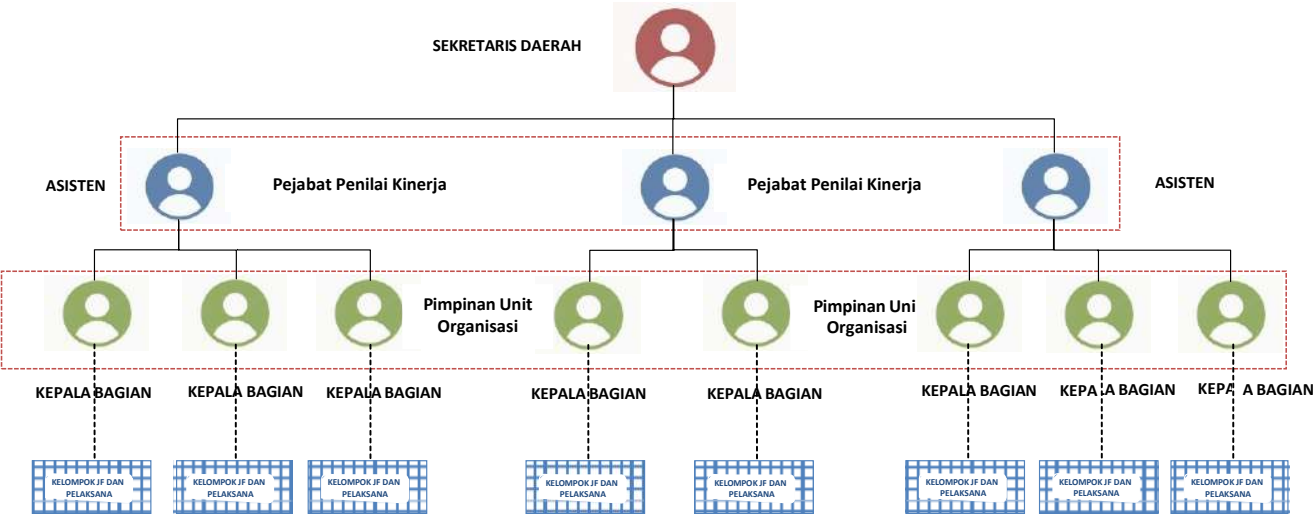 SEKRETARIS DAERAH
ASISTEN
Pejabat Penilai Kinerja
Pejabat Penilai Kinerja
ASISTEN
Pimpinan Unit
Organisasi
Pimpinan Uni
Organisasi
KEPALA BAGIAN
KEPALA BAGIAN
KEPALA BAGIAN
KEPALA BAGIAN
KEPALA BAGIAN
KEPALA BAGIAN
KEPA .A BAGIAN
KEPA A BAGIAN
KELOMPOK JF DAN
PELAKSANA
KELOMPOK JF DAN
PELAKSANA
KELOMPOK JF DAN
PELAKSANA
KELOMPOK JF DAN
PELAKSANA
KELOMPOK JF DAN
PELAKSANA
KELOMPOK JF DAN
PELAKSANA
KELOMPOK JF DAN
PELAKSANA
KELOMPOK JF DAN
PELAKSANA